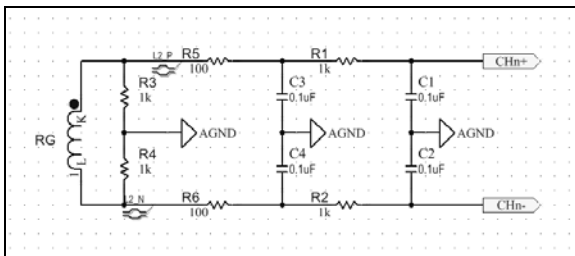 L2_P
R5
100
R1
1k
CHn+
R3
1k
C3
0.1uF
C1
0.1uF
K
RG
AGND
AGND
AGND
L
1
R4
1k
C4
0.1uF
C2
0.1uF
L2_N
R6
100
R2
1k
CHn-